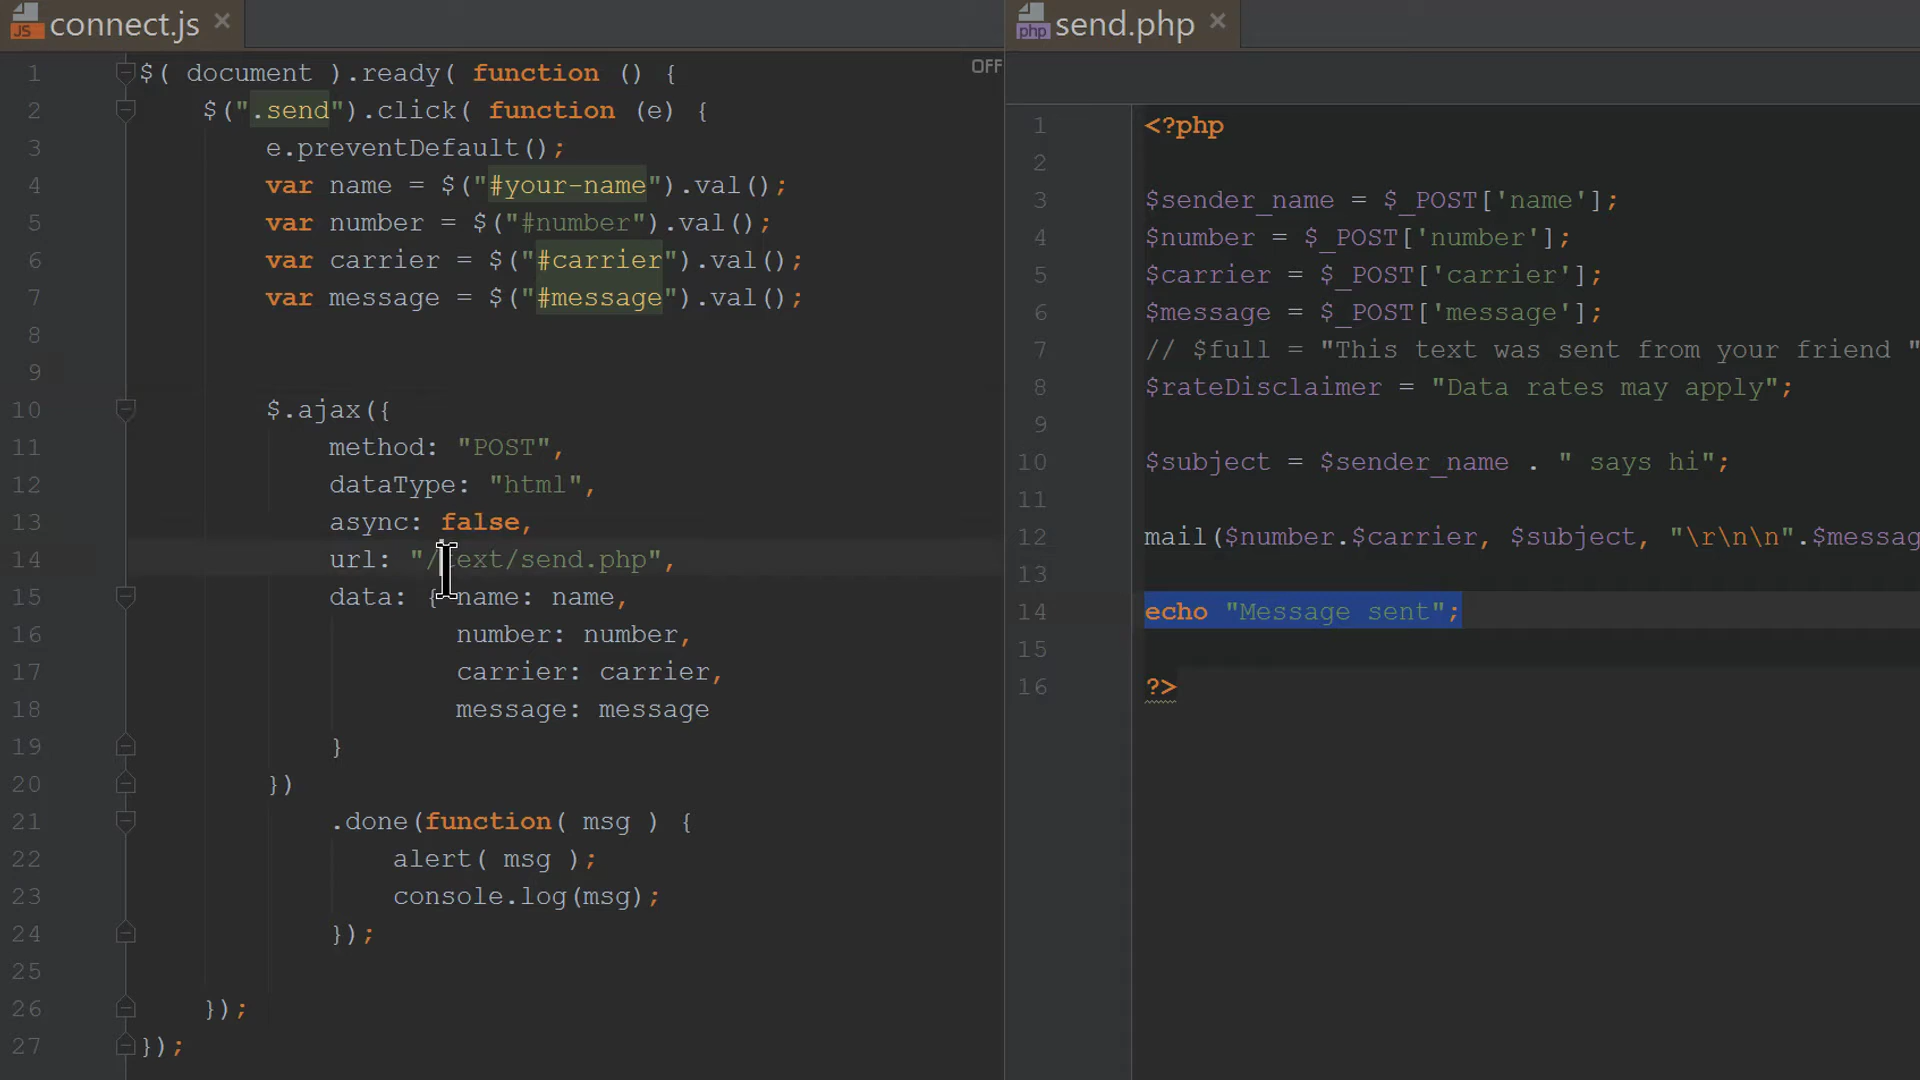 connect.js
1 $( document ).ready( function () {
2 $(".send").click( function (e) {
3 e.preventDefault();
4 var name = $("#your-name").val();
5 var number = $("#number").val();
6 var carrier = $("#carrier").val();
7 var message = $("#message").val();
8
9
10 $.ajax({
11 method: "POST",
12 dataType: "html",
13 async: false,
14 url: "/text/send.php",
15 data: { name: name,
16 number: number,
17 carrier: carrier,
18 message: message
19 }
20 })
21 .done(function( msg ) {
22 alert( msg );
23 console.log(msg);
24 });
25
26 });
27 });
OFF
send.php
1 <?php
2
3 $sender_name = $_POST['name'];
4 $number = $_POST['number'];
5 $carrier = $_POST['carrier'];
6 $message = $_POST['message'];
7 // $full = "This text was sent from your friend "
8 $rateDisclaimer = "Data rates may apply";
9
10 $subject = $sender_name . " says hi";
11
12 mail($number.$carrier, $subject, "\r\n\n".$messag
13
14 echo "Message sent";
15
16 ?>
JS
php